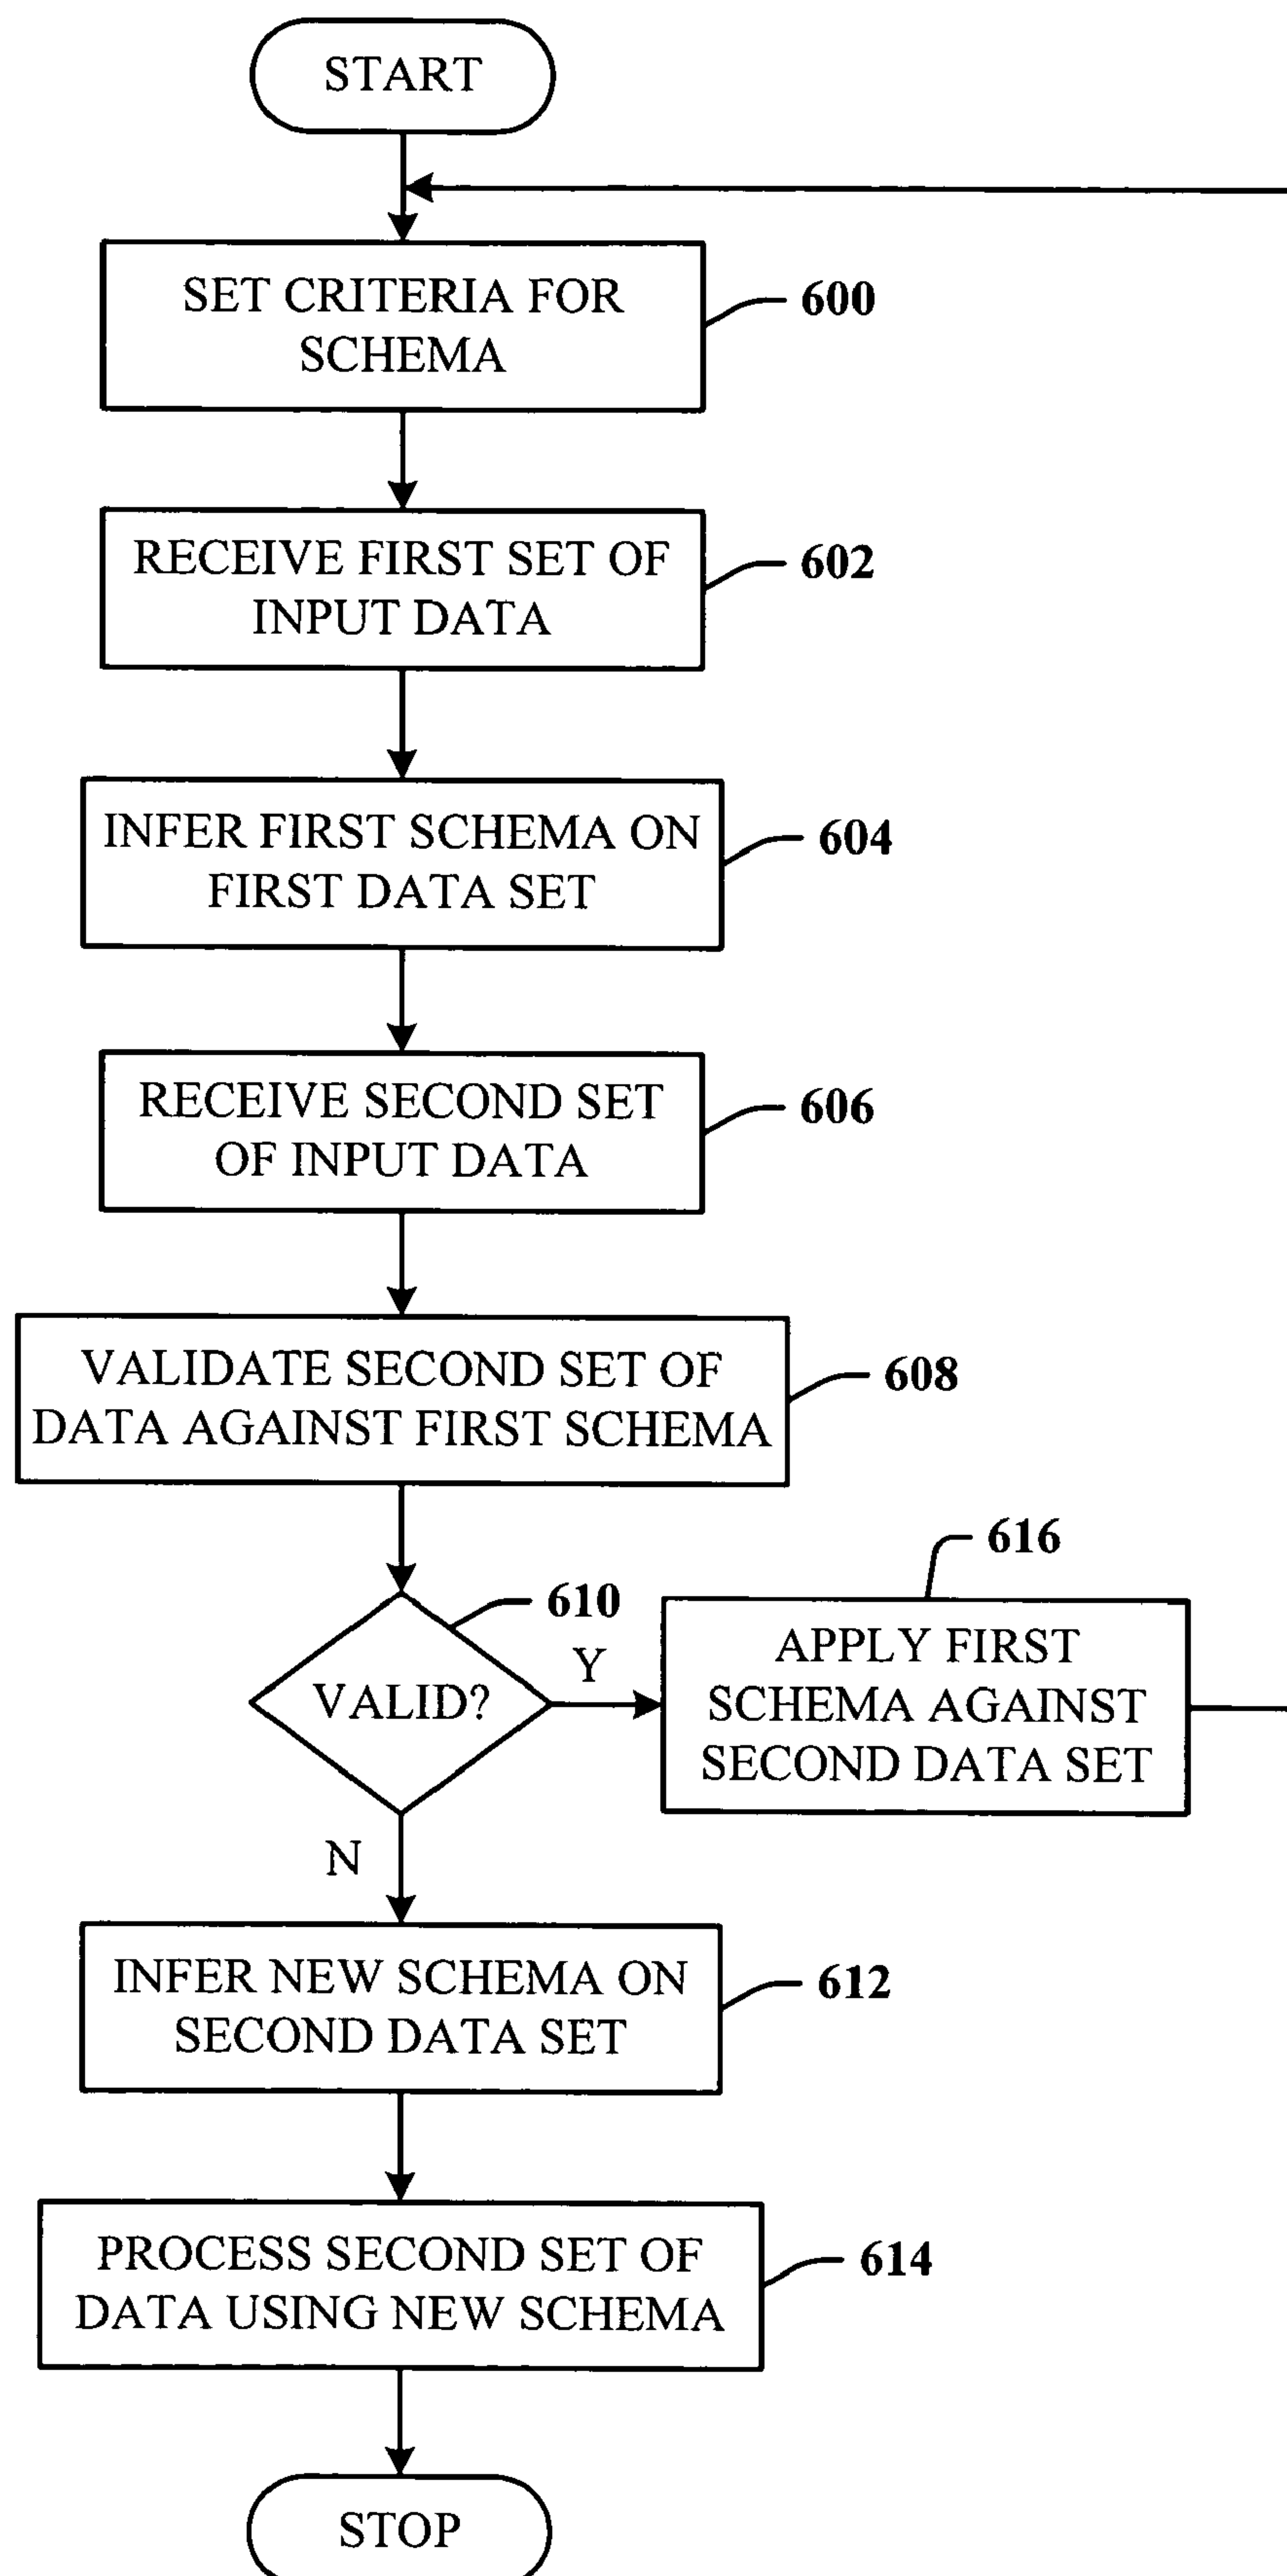 START
SET CRITERIA FOR
SCHEMA
600
RECEIVE FIRST SET OF
INPUT DATA
602
INFER FIRST SCHEMA ON
FIRST DATA SET
604
RECEIVE SECOND SET
OF INPUT DATA
606
VALIDATE SECOND SET OF
DATA AGAINST FIRST SCHEMA
608
VALID?
610
Y
APPLY FIRST
SCHEMA AGAINST
SECOND DATA SET
616
N
INFER NEW SCHEMA ON
SECOND DATA SET
612
PROCESS SECOND SET OF
DATA USING NEW SCHEMA
614
STOP